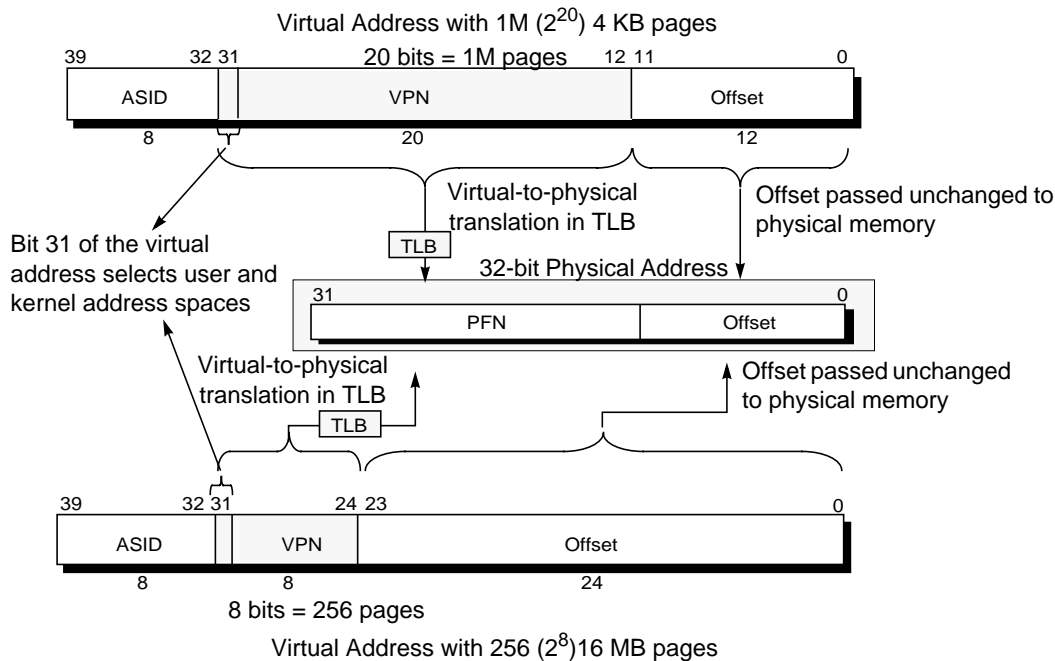 Virtual Address with 1M (2^20) 4 KB pages
39 32 31 20 bits = 1M pages 12 11 0
ASID VPN Offset
8 20 12
Virtual-to-physical
translation in TLB
Offset passed unchanged to
physical memory
TLB
Bit 31 of the virtual
address selects user and
kernel address spaces
32-bit Physical Address
31 0
PFN Offset
Virtual-to-physical
translation in TLB
TLB
Offset passed unchanged
to physical memory
39 32 31 24 23 0
ASID VPN Offset
8 8 24
8 bits = 256 pages
Virtual Address with 256 (2^8)16 MB pages